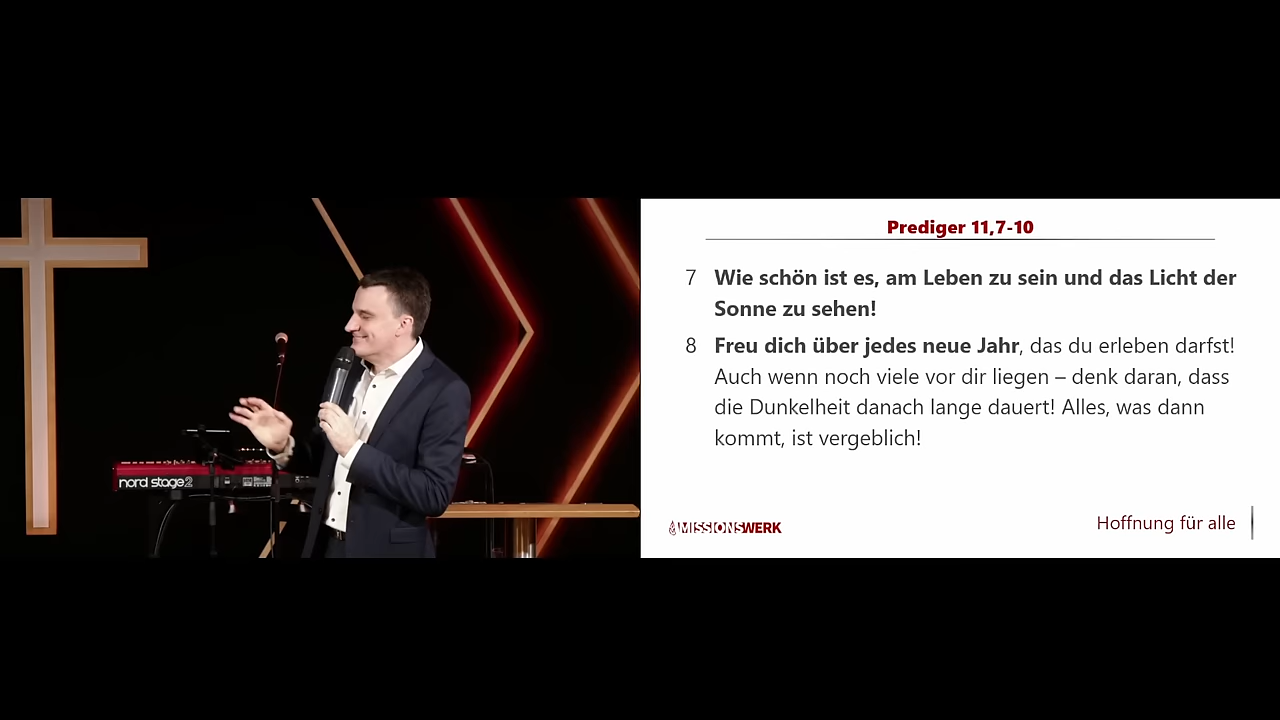 Prediger 11,7-10
7 Wie schön ist es, am Leben zu sein und das Licht der
Sonne zu sehen!
8 Freu dich über jedes neue Jahr, das du erleben darfst!
Auch wenn noch viele vor dir liegen – denk daran, dass
die Dunkelheit danach lange dauert! Alles, was dann
kommt, ist vergeblich!
MISSIONSWERK
Hoffnung für alle
nord stage 2